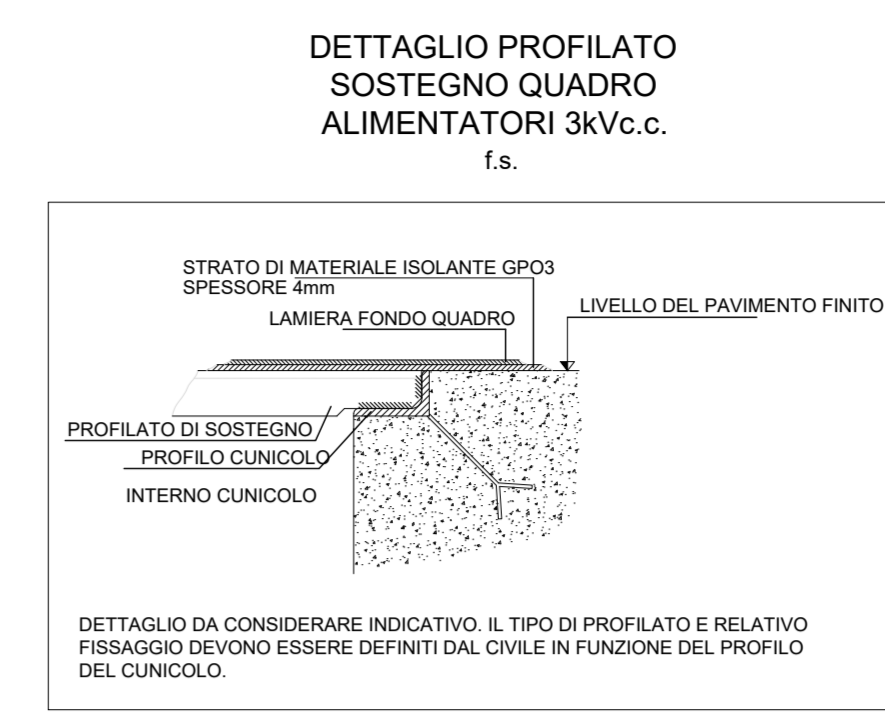 DETTAGLIO PROFILATO
SOSTEGNO QUADRO
ALIMENTATORI 3kVc.c.
f.s.
STRATO DI MATERIALE ISOLANTE GPO3
SPESSORE 4mm
LIVELLO DEL PAVIMENTO FINITO
LAMIERA FONDO QUADRO
PROFILATO DI SOSTEGNO
PROFILO CUNICOLO
INTERNO CUNICOLO
DETTAGLIO DA CONSIDERARE INDICATIVO. IL TIPO DI PROFILATO E RELATIVO
FISSAGGIO DEVONO ESSERE DEFINITI DAL CIVILE IN FUNZIONE DEL PROFILO
DEL CUNICOLO.